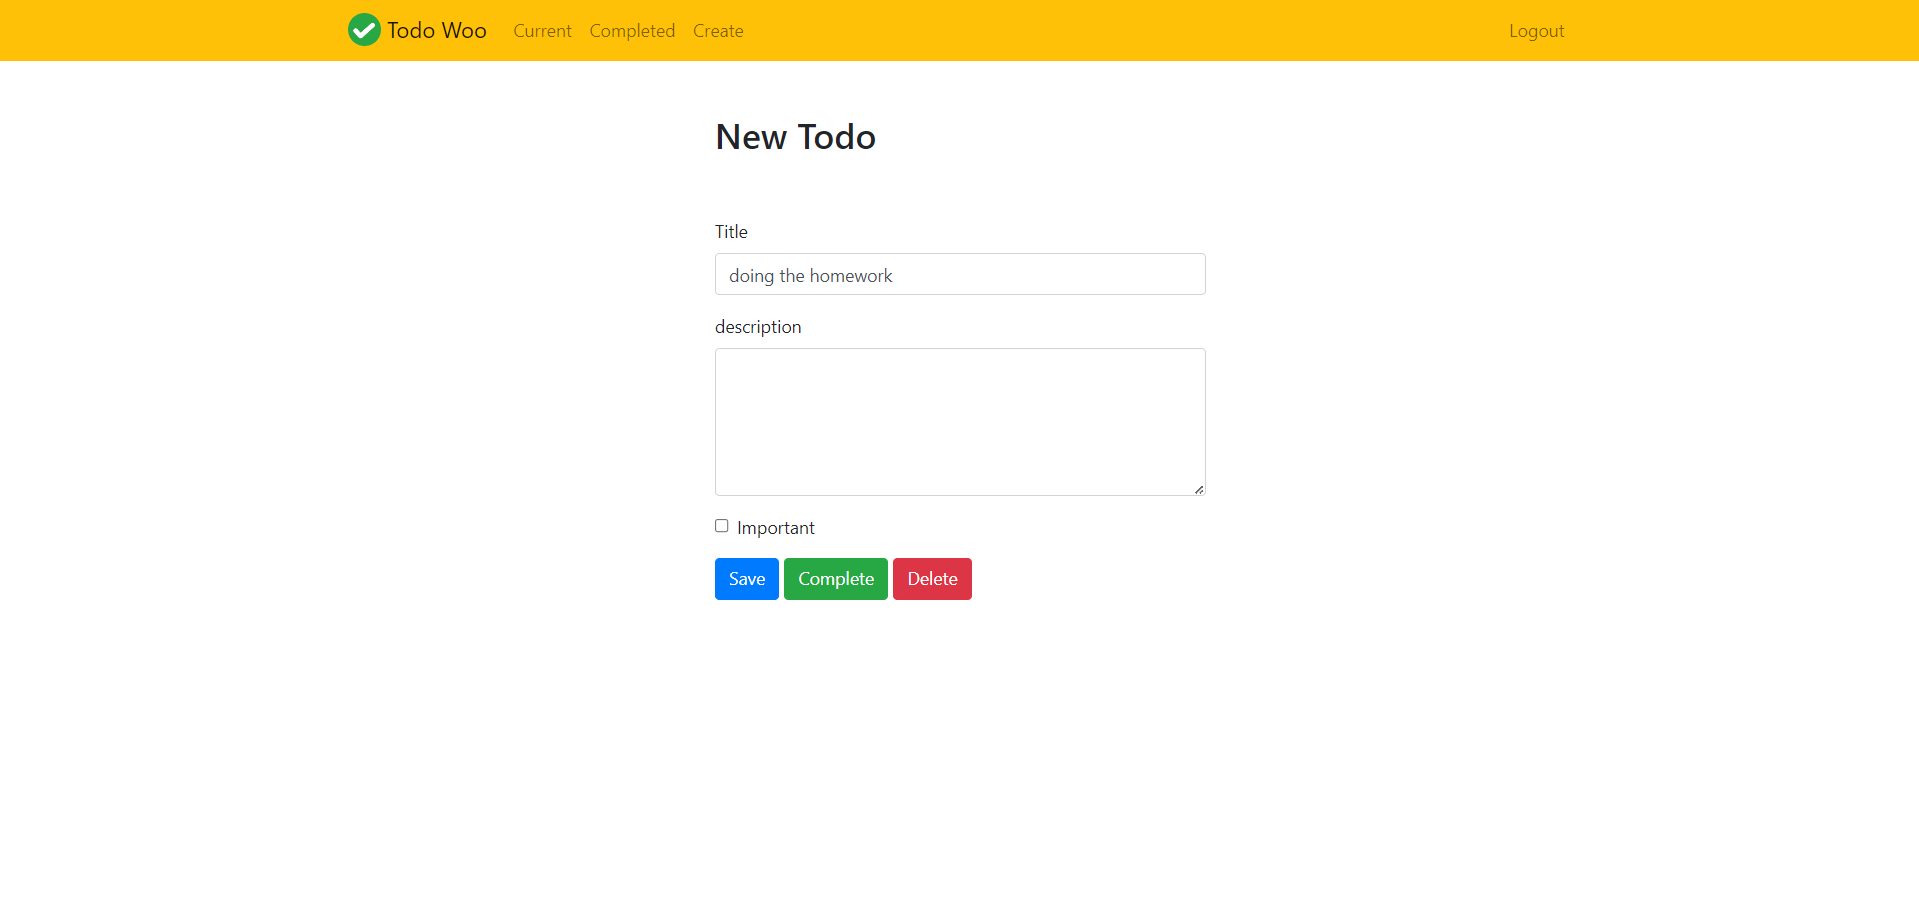 Todo Woo Current Completed Create Logout
New Todo
Title
doing the homework
description
Important
Save Complete Delete